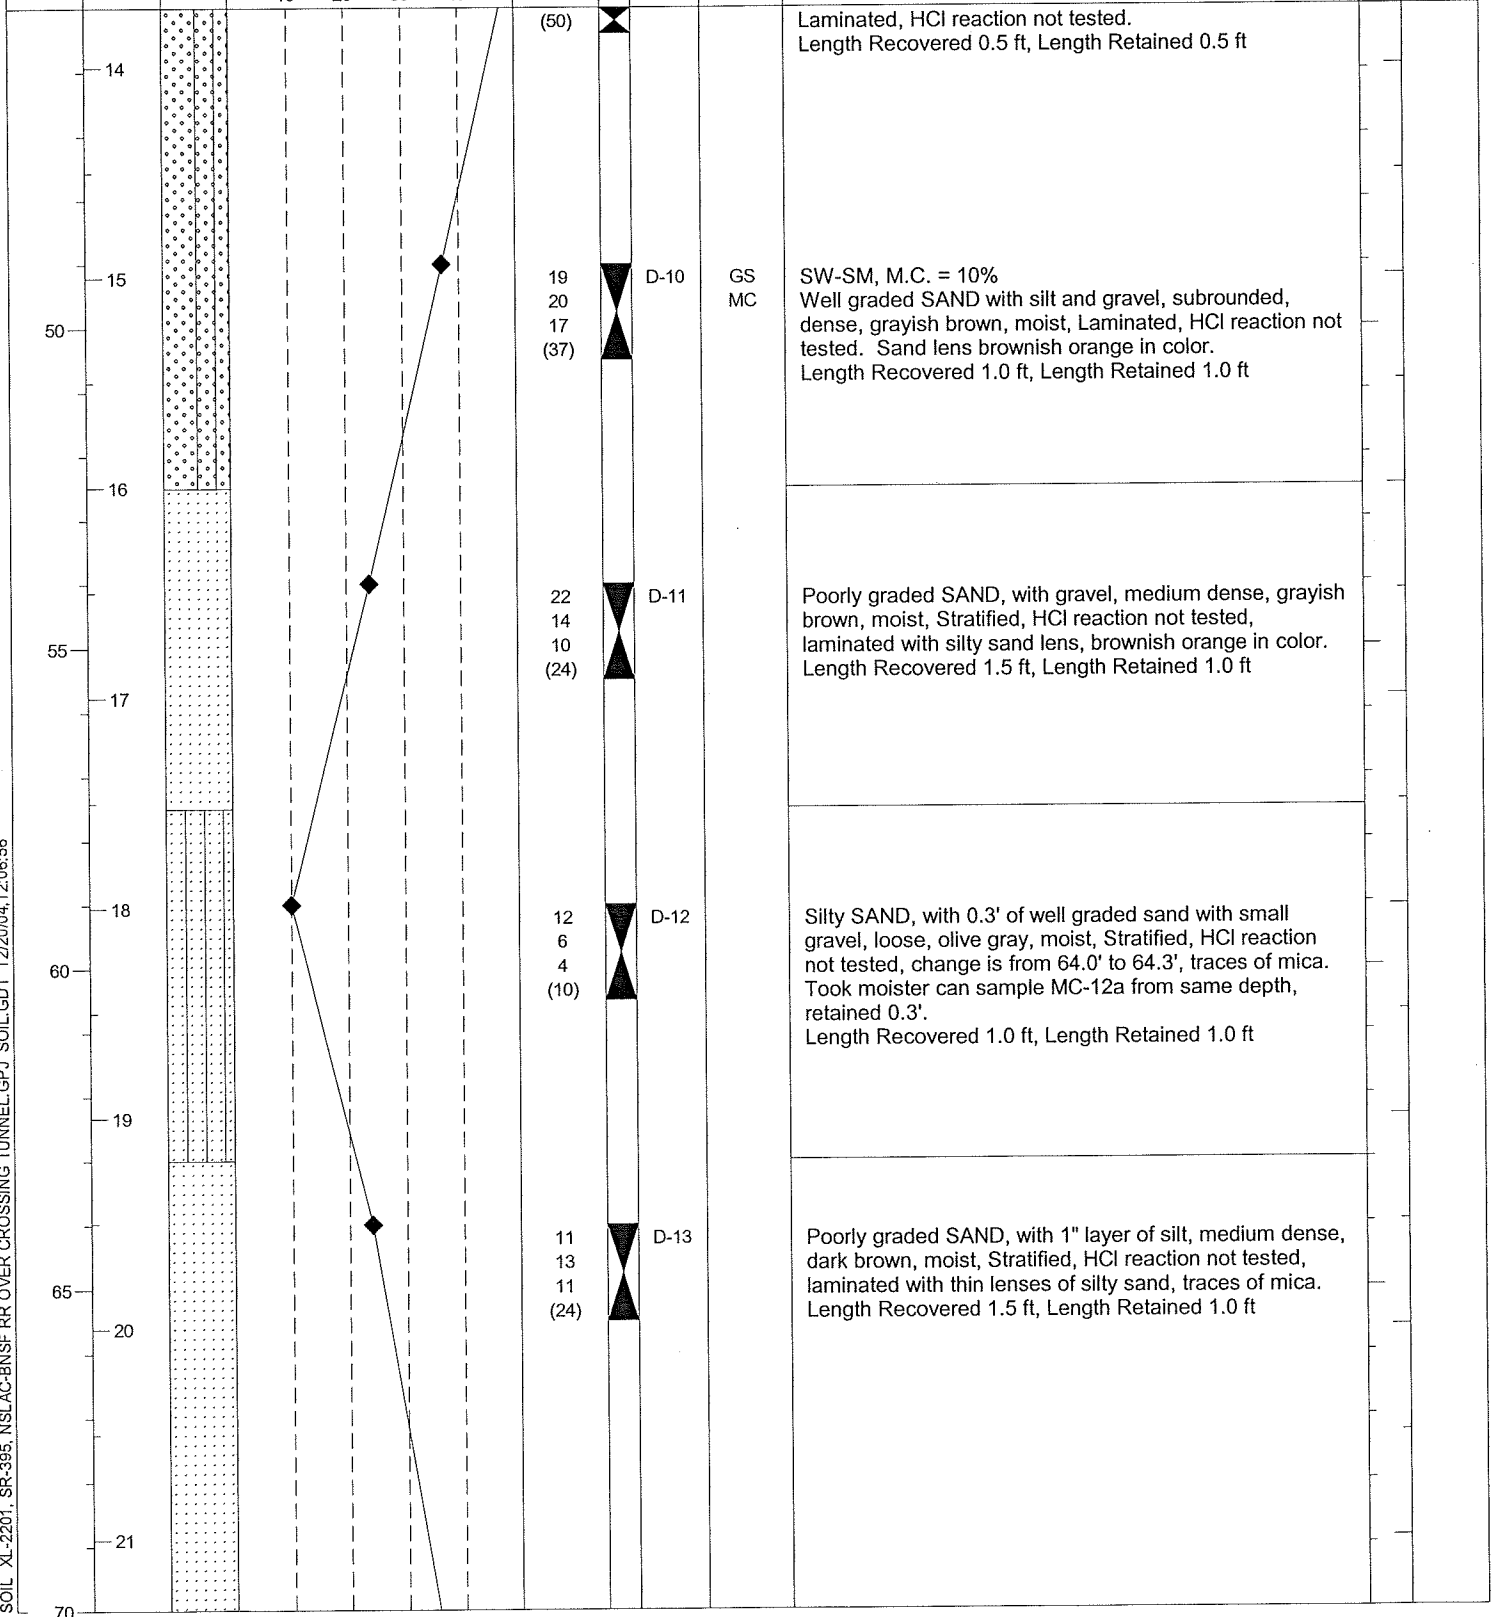 (50)
Laminated, HCl reaction not tested.
Length Recovered 0.5 ft, Length Retained 0.5 ft
14
15
19
20
17
(37)
D-10
GS
MC
SW-SM, M.C. = 10%
Well graded SAND with silt and gravel, subrounded,
dense, grayish brown, moist, Laminated, HCl reaction not
tested. Sand lens brownish orange in color.
Length Recovered 1.0 ft, Length Retained 1.0 ft
50
16
22
14
10
(24)
D-11
Poorly graded SAND, with gravel, medium dense, grayish
brown, moist, Stratified, HCl reaction not tested,
laminated with silty sand lens, brownish orange in color.
Length Recovered 1.5 ft, Length Retained 1.0 ft
55
17
18
12
6
4
(10)
D-12
Silty SAND, with 0.3' of well graded sand with small
gravel, loose, olive gray, moist, Stratified, HCl reaction
not tested, change is from 64.0' to 64.3', traces of mica.
Took moister can sample MC-12a from same depth,
retained 0.3'.
Length Recovered 1.0 ft, Length Retained 1.0 ft
60
19
11
13
11
(24)
D-13
Poorly graded SAND, with 1" layer of silt, medium dense,
dark brown, moist, Stratified, HCl reaction not tested,
laminated with thin lenses of silty sand, traces of mica.
Length Recovered 1.5 ft, Length Retained 1.0 ft
65
20
21
70
SOIL XL-2201, SR-395, NSLAC-BNSF RR OVER CROSSING TUNNEL.GPJ SOIL.GDT 12/20/04,12:06:56